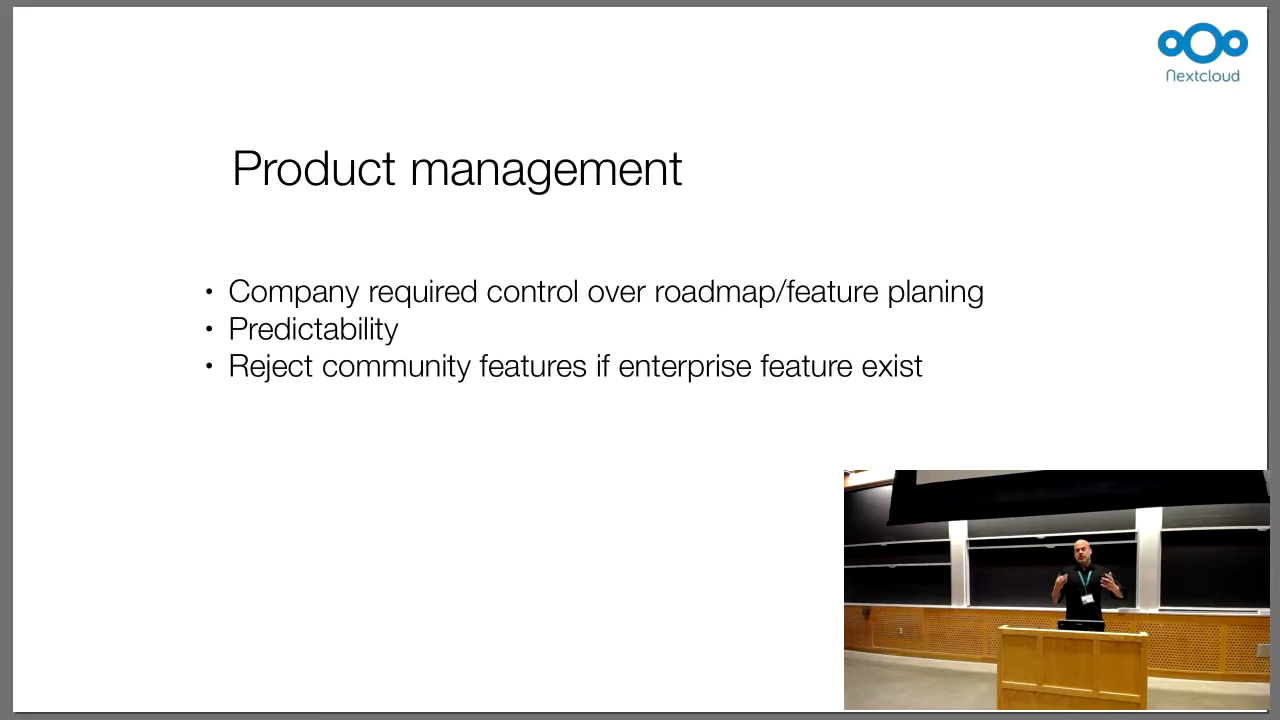 Nextcloud
Product management
• Company required control over roadmap/feature planing
• Predictability
• Reject community features if enterprise feature exist